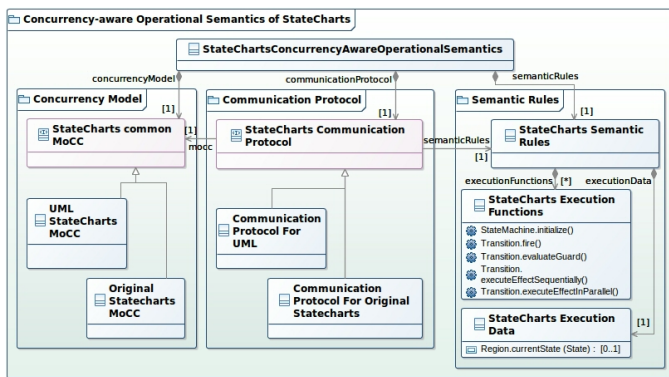 Concurrency-aware Operational Semantics of StateCharts
StateChartsConcurrencyAwareOperationalSemantics
concurrencyModel
communicationProtocol
semanticRules
[1]
[1]
[1]
Concurrency Model
Communication Protocol
Semantic Rules
StateCharts common
MoCC
[1]
mocc
StateCharts Communication
Protocol
semanticRules
[1]
StateCharts Semantic
Rules
executionFunctions
[*]
executionData
UML
StateCharts
MoCC
Original
Statecharts
MoCC
Communication
Protocol For
UML
Communication
Protocol For Original
Statecharts
StateCharts Execution
Functions
StateMachine.initialize()
Transition.fire()
Transition.evaluateGuard()
Transition.
executeEffectSequentially()
Transition.executeEffectInParallel()
StateCharts Execution
Data
[1]
Region.currentState (State) : [0..1]